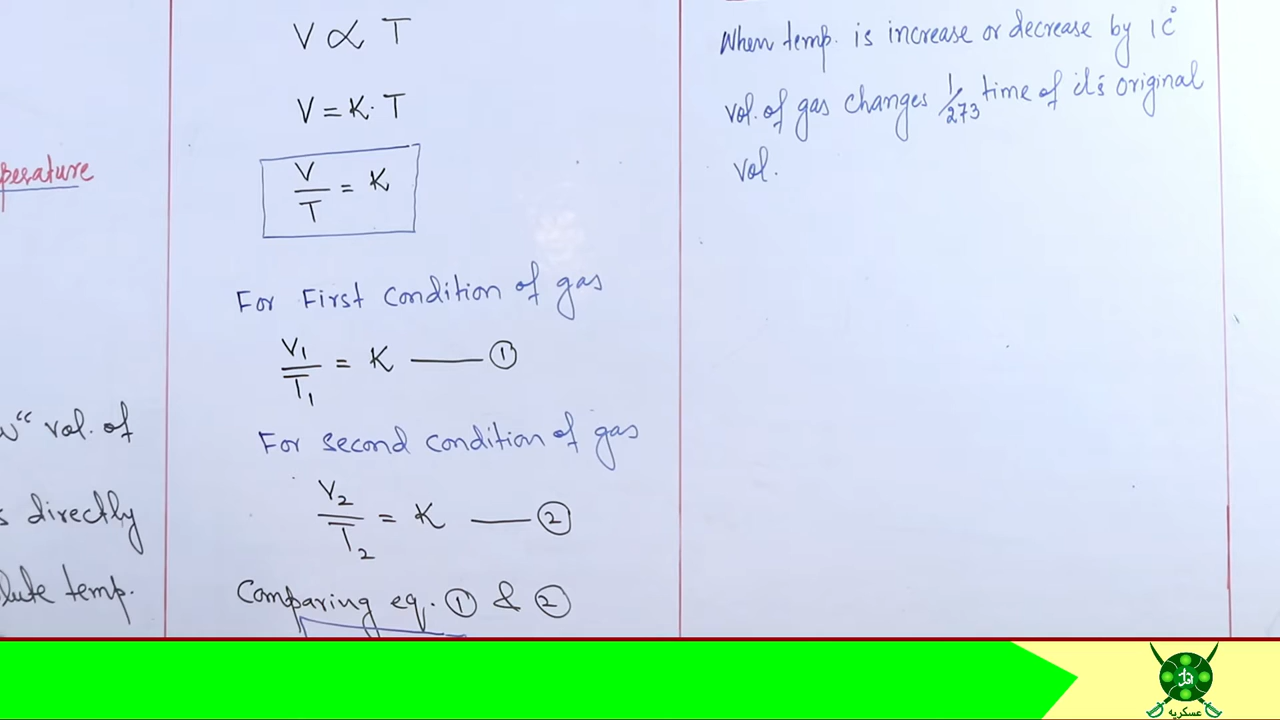 perature
w“ vol. of
s directly
lute temp.
V ∝ T
V = K. T
V/T = K
For First condition of gas
V₁/T₁ = K —— ①
For second condition of gas
V₂/T₂ = K —— ②
Comparing eq. ① & ②
When temp. is increase or decrease by 1C°
vol. of gas changes 1/273 time of it's original
vol.
عسکریہ